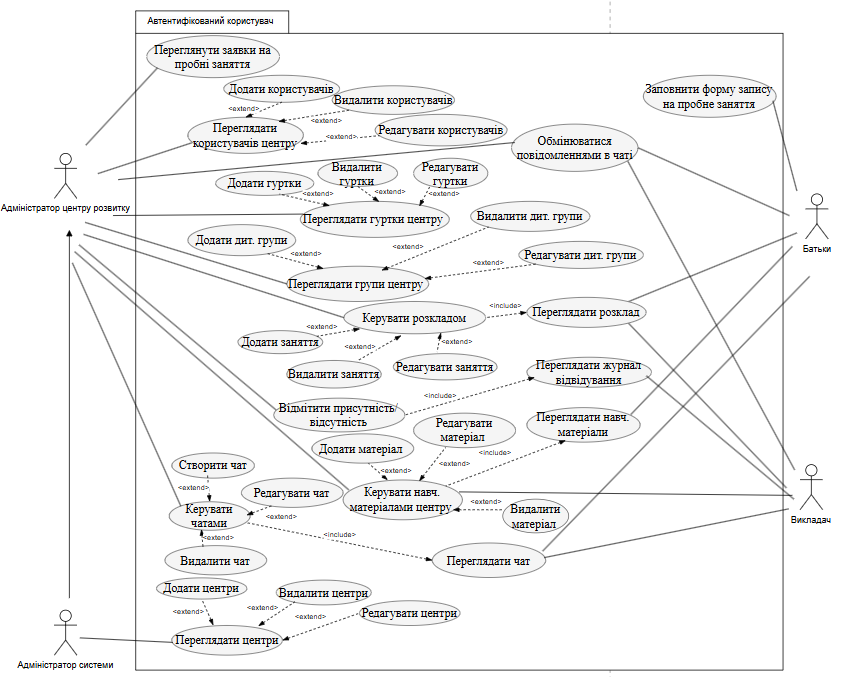 Автентифікований користувач
Переглянути заявки на
пробні заняття
Додати користувачів
<extend>
Видалити користувачів
<extend>
Переглядати
користувачів центру
<extend>
Редагувати користувачів
Заповнити форму запису
на пробне заняття
Обмінюватися
повідомленнями в чаті
Адміністратор центру розвитку
Батьки
Додати гуртки
Видалити
гуртки
Редагувати
гуртки
<extend>
<extend>
<extend>
Переглядати гуртки центру
Видалити дит. групи
Додати дит. групи
<extend>
<extend>
Редагувати дит. групи
<extend>
Переглядати групи центру
Керувати розкладом
<include>
Переглядати розклад
Додати заняття
<extend>
<extend>
<extend>
Видалити заняття
Редагувати заняття
Переглядати журнал
відвідування
<include>
Відмітити присутність/
відсутність
Переглядати навч.
матеріали
Додати матеріал
Редагувати
матеріал
<extend>
<extend>
<include>
Керувати навч.
матеріалами центру
<extend>
Видалити
матеріал
Викладач
Створити чат
<extend>
Редагувати чат
<extend>
Керувати
чатами
<extend>
Видалити чат
<include>
Переглядати чат
Додати центри
<extend>
Видалити центри
<extend>
Редагувати центри
<extend>
Переглядати центри
Адміністратор системи